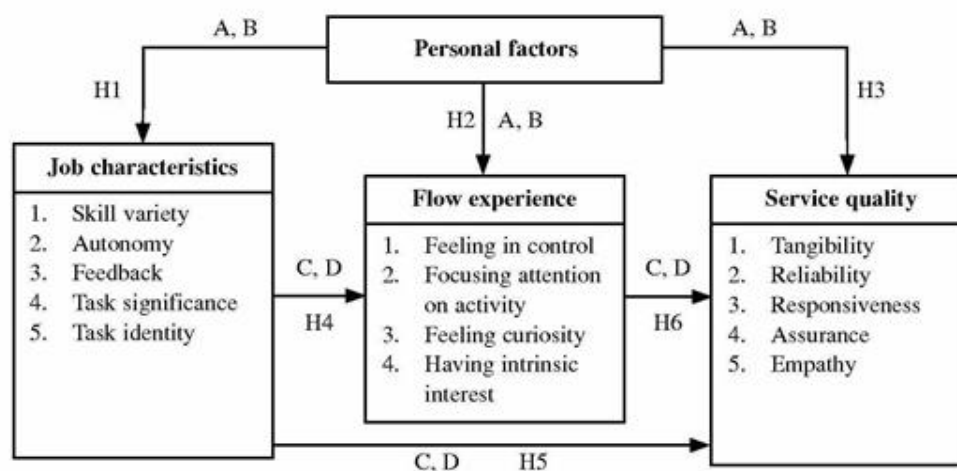 Personal factors
A, B
A, B
H1
H2
A, B
H3
Job characteristics
1. Skill variety
2. Autonomy
3. Feedback
4. Task significance
5. Task identity
C, D
H4
Flow experience
1. Feeling in control
2. Focusing attention
on activity
3. Feeling curiosity
4. Having intrinsic
interest
C, D
H6
Service quality
1. Tangibility
2. Reliability
3. Responsiveness
4. Assurance
5. Empathy
C, D
H5